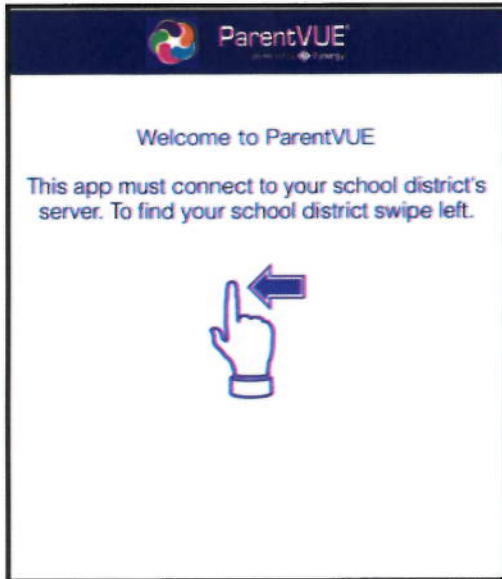 ParentVUE
Welcome to ParentVUE
This app must connect to your school district's
server. To find your school district swipe left.